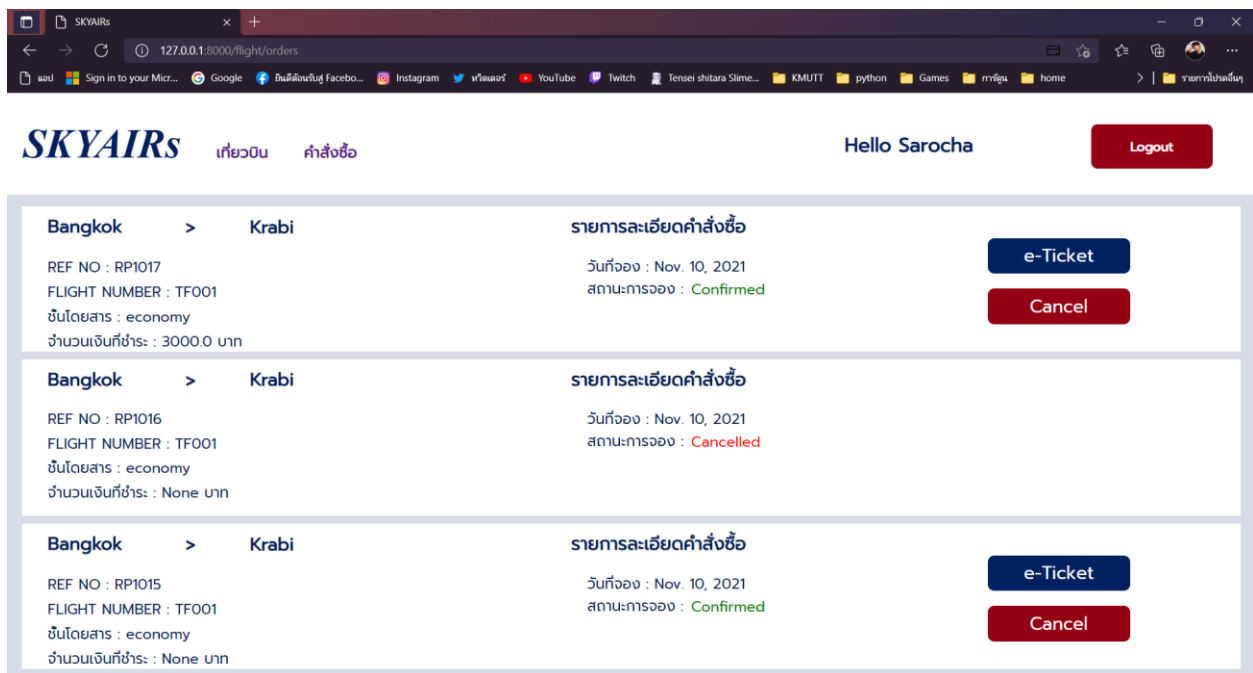 SKYAIRs
127.0.0.1:8000/flight/orders
แอป Sign in to your Micr... Google ยินดีต้อนรับสู่ Facebo... Instagram ทวิตเตอร์ YouTube Twitch Tensei shitara Slime... KMUTT python Games การ์ตูน home รายการโปรดอื่นๆ
SKYAIRs เที่ยวบิน คำสั่งซื้อ Hello Sarocha Logout
Bangkok > Krabi รายการละเอียดคำสั่งซื้อ
e-Ticket
REF NO : RP1017 วันที่จอง : Nov. 10, 2021
FLIGHT NUMBER : TF001 สถานะการจอง : Confirmed
Cancel
ชั้นโดยสาร : economy
จำนวนเงินที่ชำระ : 3000.0 บาท
Bangkok > Krabi รายการละเอียดคำสั่งซื้อ
REF NO : RP1016 วันที่จอง : Nov. 10, 2021
FLIGHT NUMBER : TF001 สถานะการจอง : Cancelled
ชั้นโดยสาร : economy
จำนวนเงินที่ชำระ : None บาท
Bangkok > Krabi รายการละเอียดคำสั่งซื้อ
e-Ticket
REF NO : RP1015 วันที่จอง : Nov. 10, 2021
FLIGHT NUMBER : TF001 สถานะการจอง : Confirmed
Cancel
ชั้นโดยสาร : economy
จำนวนเงินที่ชำระ : None บาท